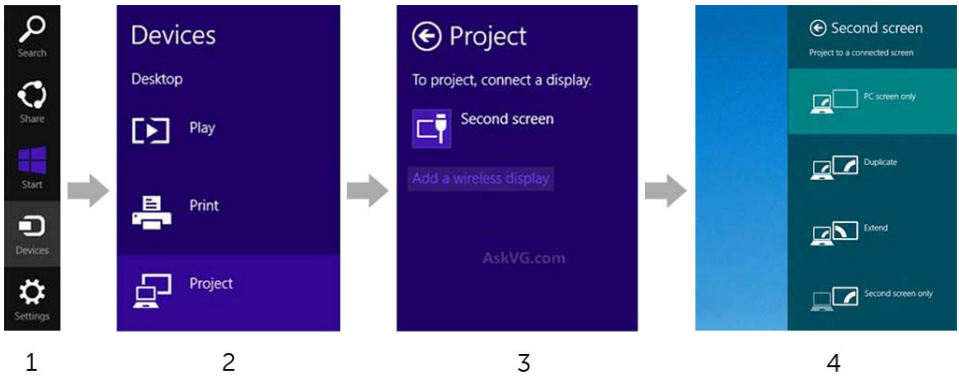 Search
Share
Start
Devices
Settings
1
Devices
Desktop
Play
Print
Project
2
Project
To project, connect a display.
Second screen
Add a wireless display
AskVG.com
3
Second screen
Project to a connected screen
PC screen only
Duplicate
Extend
Second screen only
4